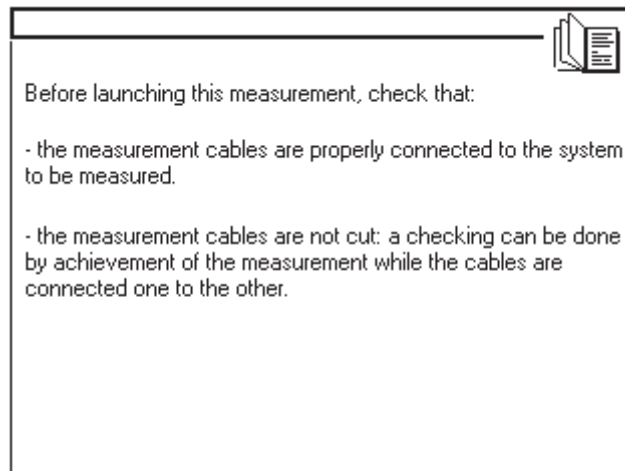 Before launching this measurement, check that:
- the measurement cables are properly connected to the system
to be measured.
- the measurement cables are not cut: a checking can be done
by achievement of the measurement while the cables are
connected one to the other.